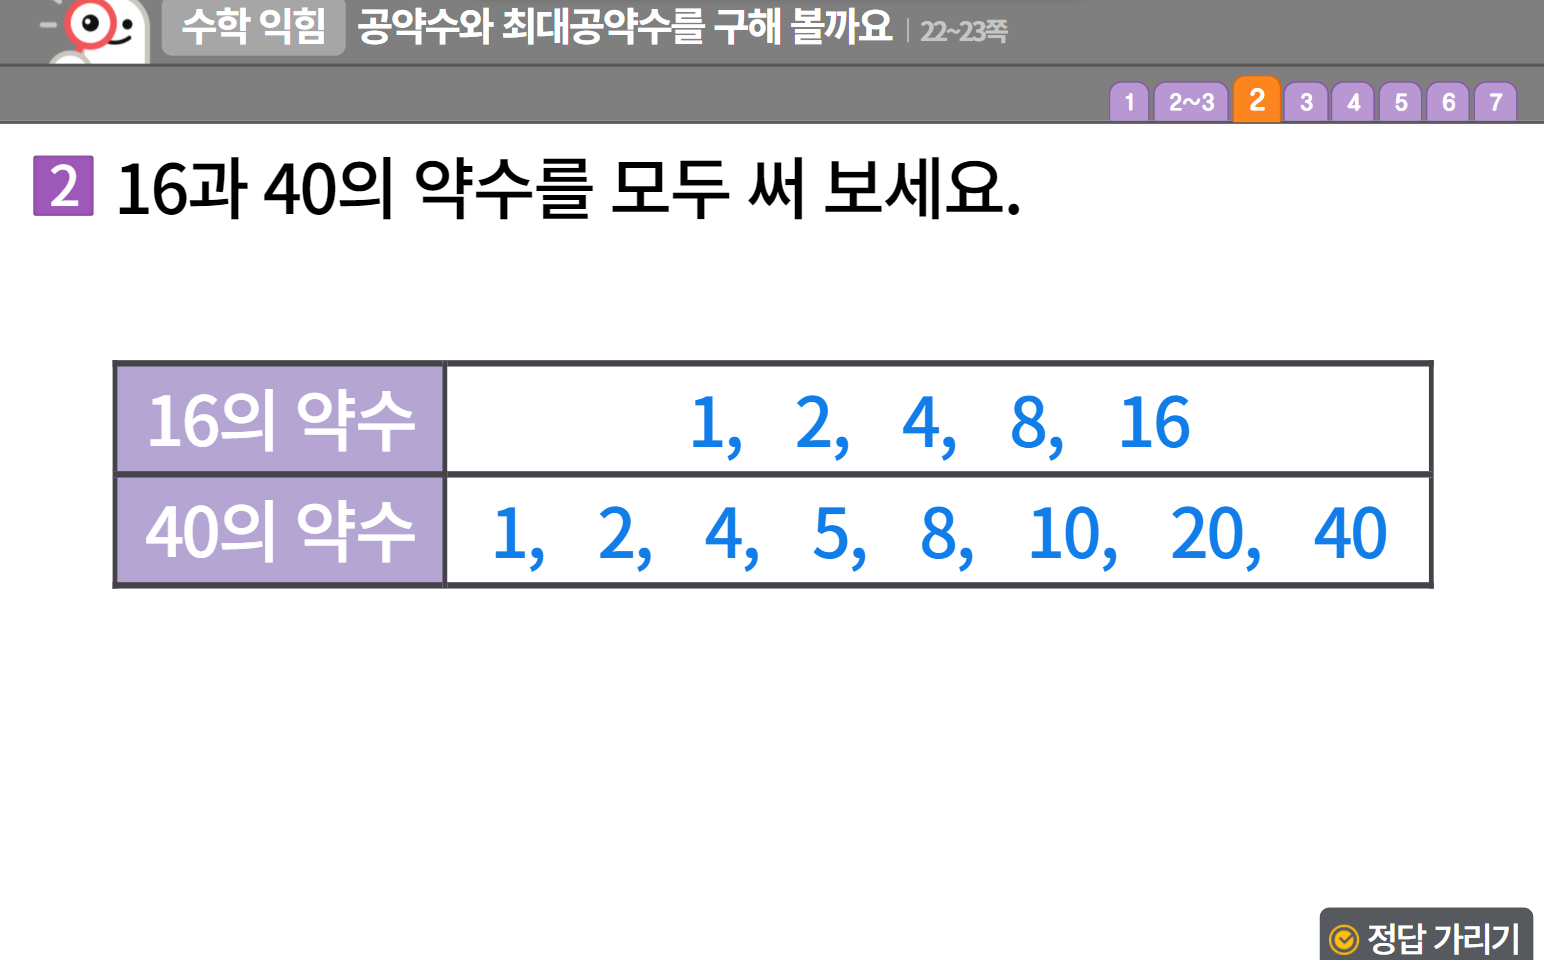 수학 익힘 공약수와 최대공약수를 구해 볼까요 22~23쪽
1 2~3 2 3 4 5 6 7
2 16과 40의 약수를 모두 써 보세요.
16의 약수 1, 2, 4, 8, 16
40의 약수 1, 2, 4, 5, 8, 10, 20, 40
정답 가리기